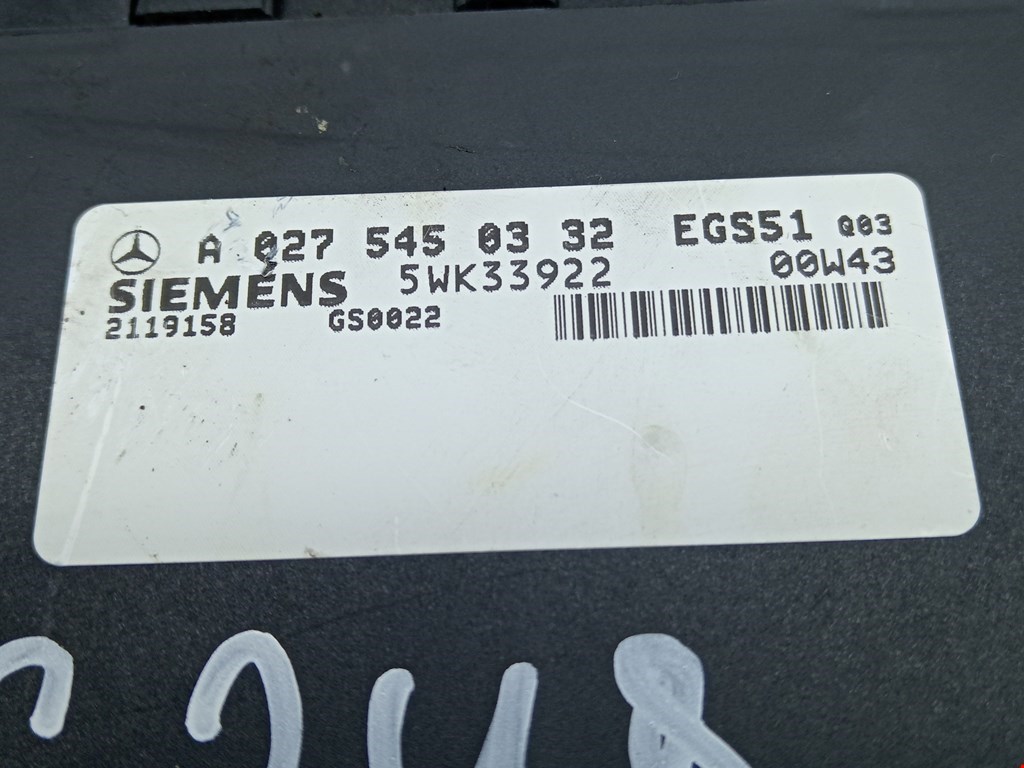 A 027 545 03 32 EGS51 Q03
SIEMENS 5WK33922 00W43
2119158 GS0022